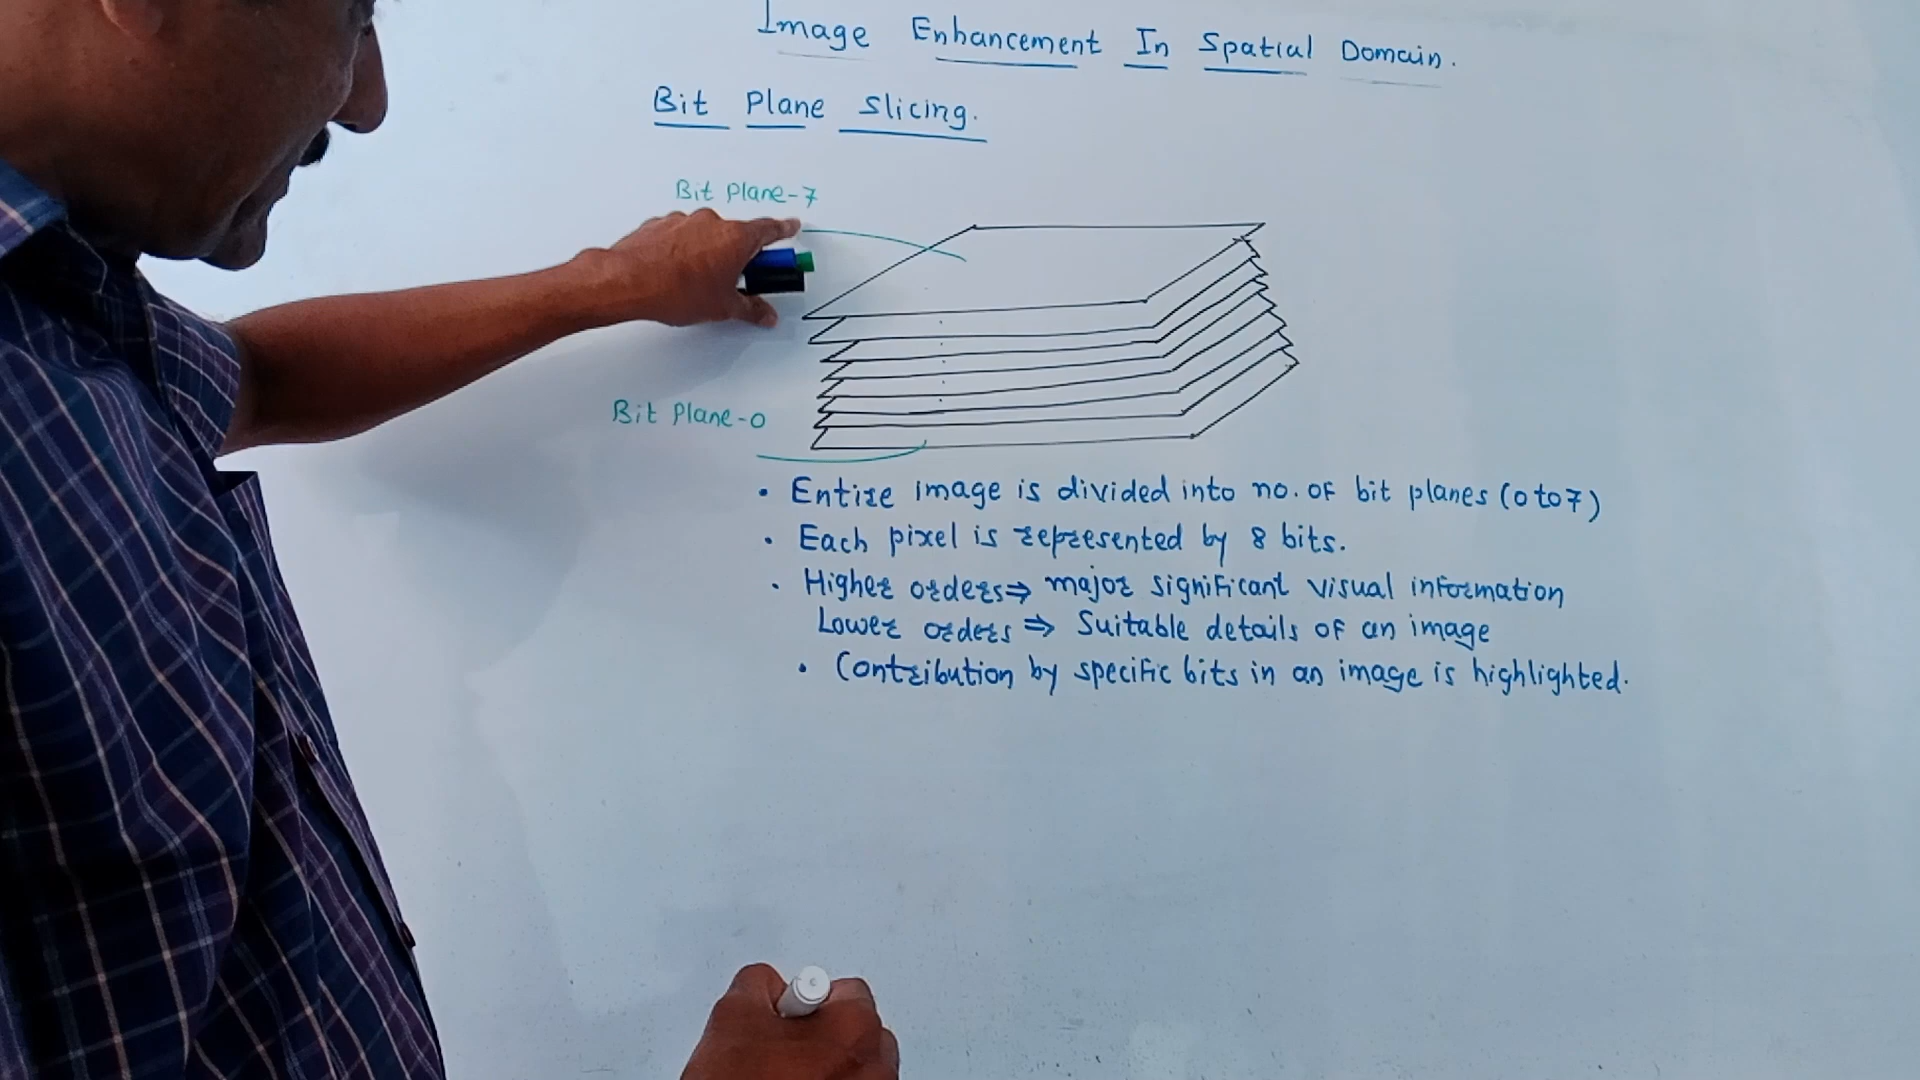 Image Enhancement In Spatial Domain.
Bit Plane Slicing.
Bit Plane-7
Bit Plane-0
• Entire image is divided into no. of bit planes (0 to 7)
• Each pixel is represented by 8 bits.
• Higher orders ⇒ major significant visual information
Lower orders ⇒ Suitable details of an image
• Contribution by specific bits in an image is highlighted.